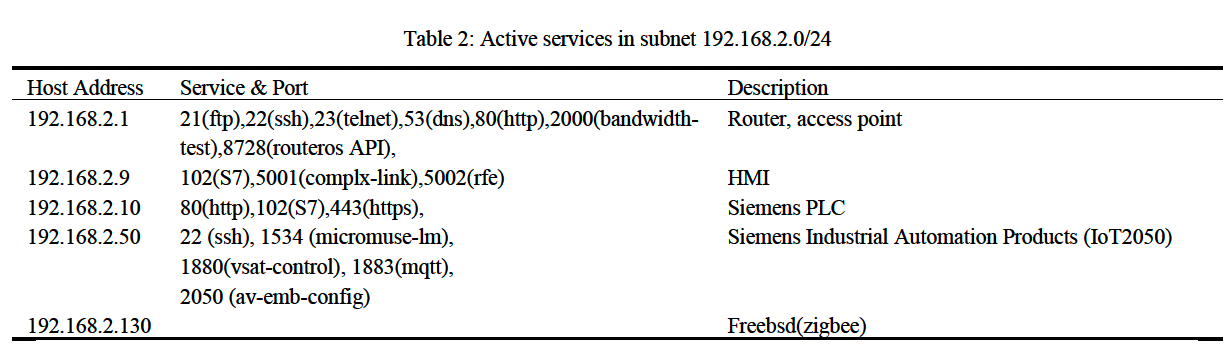 Table 2: Active services in subnet 192.168.2.0/24
Host Address Service & Port Description
192.168.2.1 21(ftp),22(ssh),23(telnet),53(dns),80(http),2000(bandwidth- Router, access point
test),8728(routeros API),
192.168.2.9 102(S7),5001(complx-link),5002(rfe) HMI
192.168.2.10 80(http),102(S7),443(https), Siemens PLC
192.168.2.50 22 (ssh), 1534 (micromuse-lm), Siemens Industrial Automation Products (IoT2050)
1880(vsat-control), 1883(mqtt),
2050 (av-emb-config)
192.168.2.130 Freebsd(zigbee)